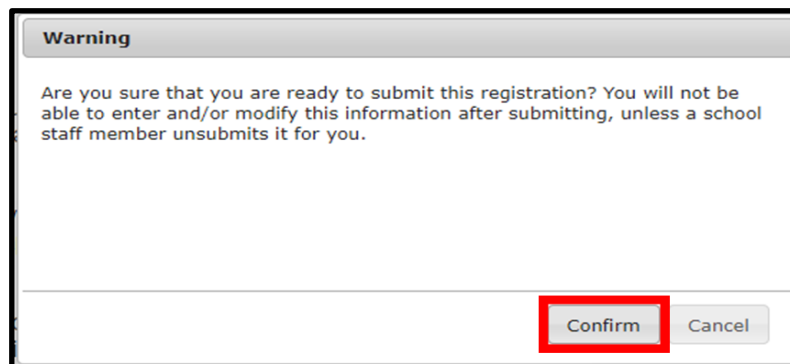 Warning
Are you sure that you are ready to submit this registration? You will not be
able to enter and/or modify this information after submitting, unless a school
staff member unsubmits it for you.
Confirm Cancel